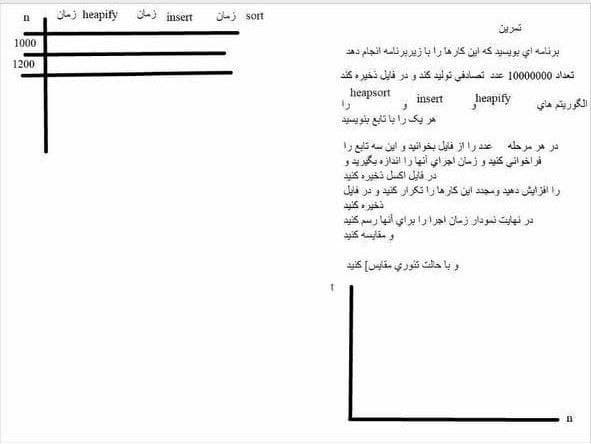 n زمان heapify زمان insert زمان sort
1000
1200
تمرين
برنامه اي بويسيد كه اين كارها را با زيربرنامه انجام دهد
تعداد 10000000 عدد تصادفي توليد كند و در فايل ذخيره كند
الگوريتم هاي heapify و insert و heapsort را
هر يک را با تابع بنويسيد
در هر مرحله عدد را از فايل بخوانيد و اين سه تابع را
فراخواني كنيد و زمان اجراي آنها را اندازه بگيريد و
در فايل اكسل ذخيره كنيد
را افزايش دهيد ومجدد اين كارها را تكرار كنيد و در فايل
ذخيره كنيد
در نهايت نمودار زمان اجرا را براي آنها رسم كنيد
و مقايسه كنيد
و با حالت تئوري مقايس] كنيد
t
n